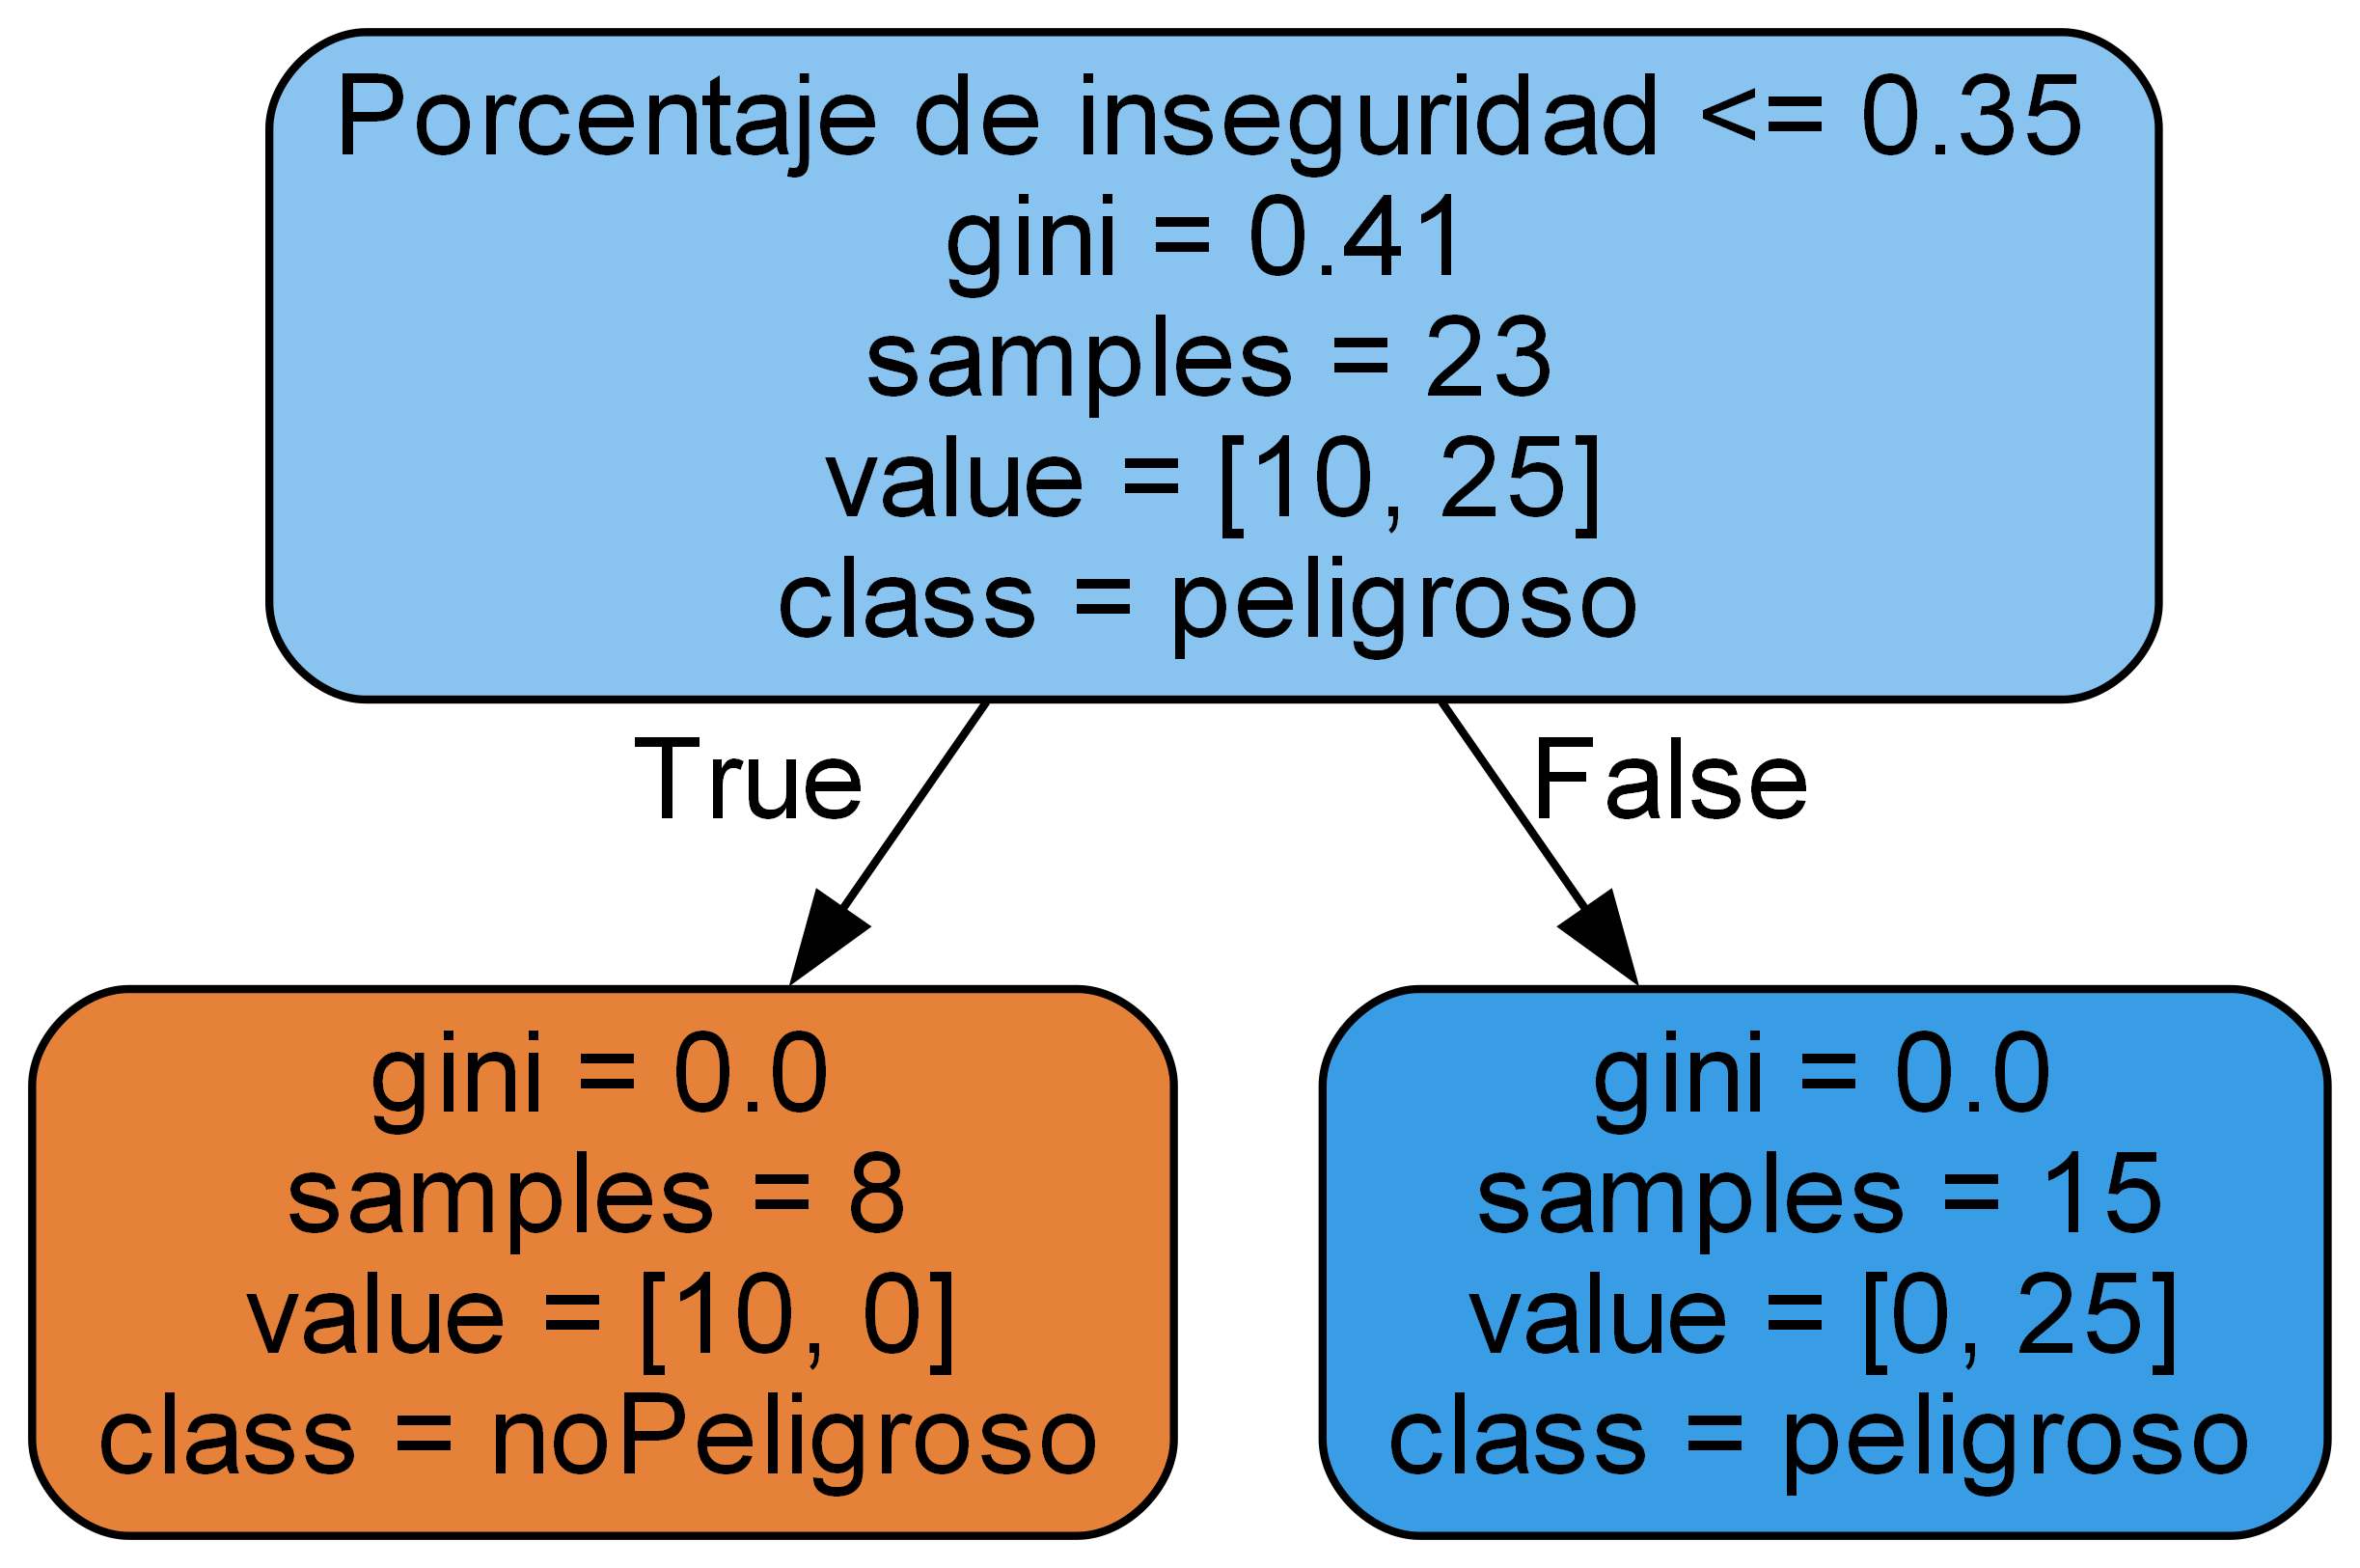 Porcentaje de inseguridad <= 0.35
gini = 0.41
samples = 23
value = [10, 25]
class = peligroso
True
False
gini = 0.0
samples = 8
value = [10, 0]
class = noPeligroso
gini = 0.0
samples = 15
value = [0, 25]
class = peligroso